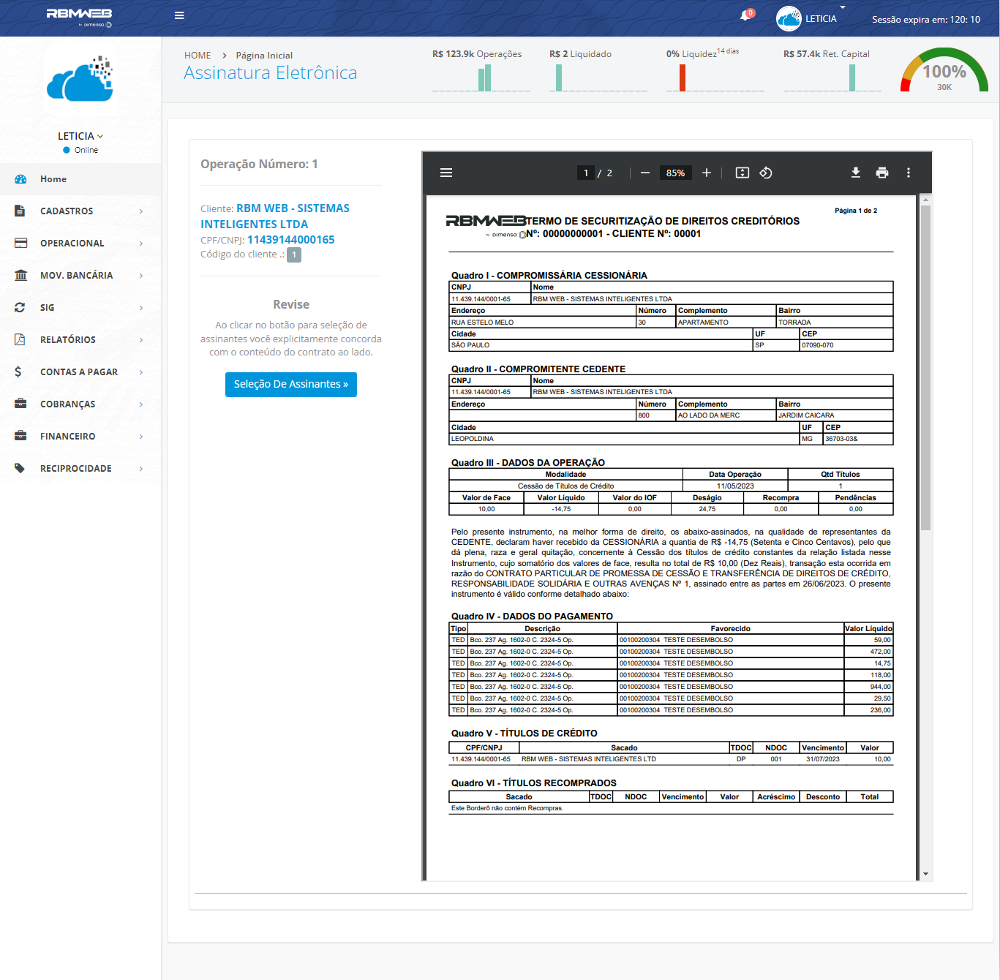 RBMWEB
by Dimensa
0
LETICIA
Sessão expira em: 120: 10
LETICIA
Online
Home
CADASTROS
OPERACIONAL
MOV. BANCÁRIA
SIG
RELATÓRIOS
CONTAS A PAGAR
COBRANÇAS
FINANCEIRO
RECIPROCIDADE
HOME > Página Inicial
Assinatura Eletrônica
R$ 123.9k Operações
R$ 2 Liquidado
0% Liquidez 14 dias
R$ 57.4k Ret. Capital
100%
30K
Operação Número: 1
Cliente: RBM WEB - SISTEMAS
INTELIGENTES LTDA
CPF/CNPJ: 11439144000165
Código do cliente .: 1
Revise
Ao clicar no botão para seleção de
assinantes você explicitamente concorda
com o conteúdo do contrato ao lado.
Seleção De Assinantes »
1 / 2
85%
Página 1 de 2
RBMWEB
by Dimensa
TERMO DE SECURITIZAÇÃO DE DIREITOS CREDITÓRIOS
Nº: 00000000001 - CLIENTE Nº: 00001
Quadro I - COMPROMISSÁRIA CESSIONÁRIA
CNPJ Nome
11.439.144/0001-65 RBM WEB - SISTEMAS INTELIGENTES LTDA
Endereço Número Complemento Bairro
RUA ESTELO MELO 30 APARTAMENTO TORRADA
Cidade UF CEP
SÃO PAULO SP 07090-070
Quadro II - COMPROMITENTE CEDENTE
CNPJ Nome
11.439.144/0001-65 RBM WEB - SISTEMAS INTELIGENTES LTDA
Endereço Número Complemento Bairro
800 AO LADO DA MERC JARDIM CAICARA
Cidade UF CEP
LEOPOLDINA MG 36703-03&
Quadro III - DADOS DA OPERAÇÃO
Modalidade Data Operação Qtd Titulos
Cessão de Títulos de Crédito 11/05/2023 1
Valor de Face Valor Líquido Valor do IOF Deságio Recompra Pendências
10,00 -14,75 0,00 24,75 0,00 0,00
Pelo presente instrumento, na melhor forma de direito, os abaixo-assinados, na qualidade de representantes da
CEDENTE, declaram haver recebido da CESSIONÁRIA a quantia de R$ -14,75 (Setenta e Cinco Centavos), pelo que
dá plena, raza e geral quitação, concernente à Cessão dos títulos de crédito constantes da relação listada nesse
Instrumento, cujo somatório dos valores de face, resulta no total de R$ 10,00 (Dez Reais), transação esta ocorrida em
razão do CONTRATO PARTICULAR DE PROMESSA DE CESSÃO E TRANSFERÊNCIA DE DIREITOS DE CRÉDITO,
RESPONSABILIDADE SOLIDÁRIA E OUTRAS AVENÇAS Nº 1, assinado entre as partes em 26/06/2023. O presente
instrumento é válido conforme detalhado abaixo:
Quadro IV - DADOS DO PAGAMENTO
Tipo Descrição Favorecido Valor Líquido
TED Bco. 237 Ag. 1602-0 C. 2324-5 Op. 00100200304 TESTE DESEMBOLSO 59,00
TED Bco. 237 Ag. 1602-0 C. 2324-5 Op. 00100200304 TESTE DESEMBOLSO 472,00
TED Bco. 237 Ag. 1602-0 C. 2324-5 Op. 00100200304 TESTE DESEMBOLSO 14,75
TED Bco. 237 Ag. 1602-0 C. 2324-5 Op. 00100200304 TESTE DESEMBOLSO 118,00
TED Bco. 237 Ag. 1602-0 C. 2324-5 Op. 00100200304 TESTE DESEMBOLSO 944,00
TED Bco. 237 Ag. 1602-0 C. 2324-5 Op. 00100200304 TESTE DESEMBOLSO 29,50
TED Bco. 237 Ag. 1602-0 C. 2324-5 Op. 00100200304 TESTE DESEMBOLSO 236,00
Quadro V - TÍTULOS DE CRÉDITO
CPF/CNPJ Sacado TDOC NDOC Vencimento Valor
11.439.144/0001-65 RBM WEB - SISTEMAS INTELIGENTES LTD DP 001 31/07/2023 10,00
Quadro VI - TÍTULOS RECOMPRADOS
Sacado TDOC NDOC Vencimento Valor Acréscimo Desconto Total
Este Borderô não contém Recompras.